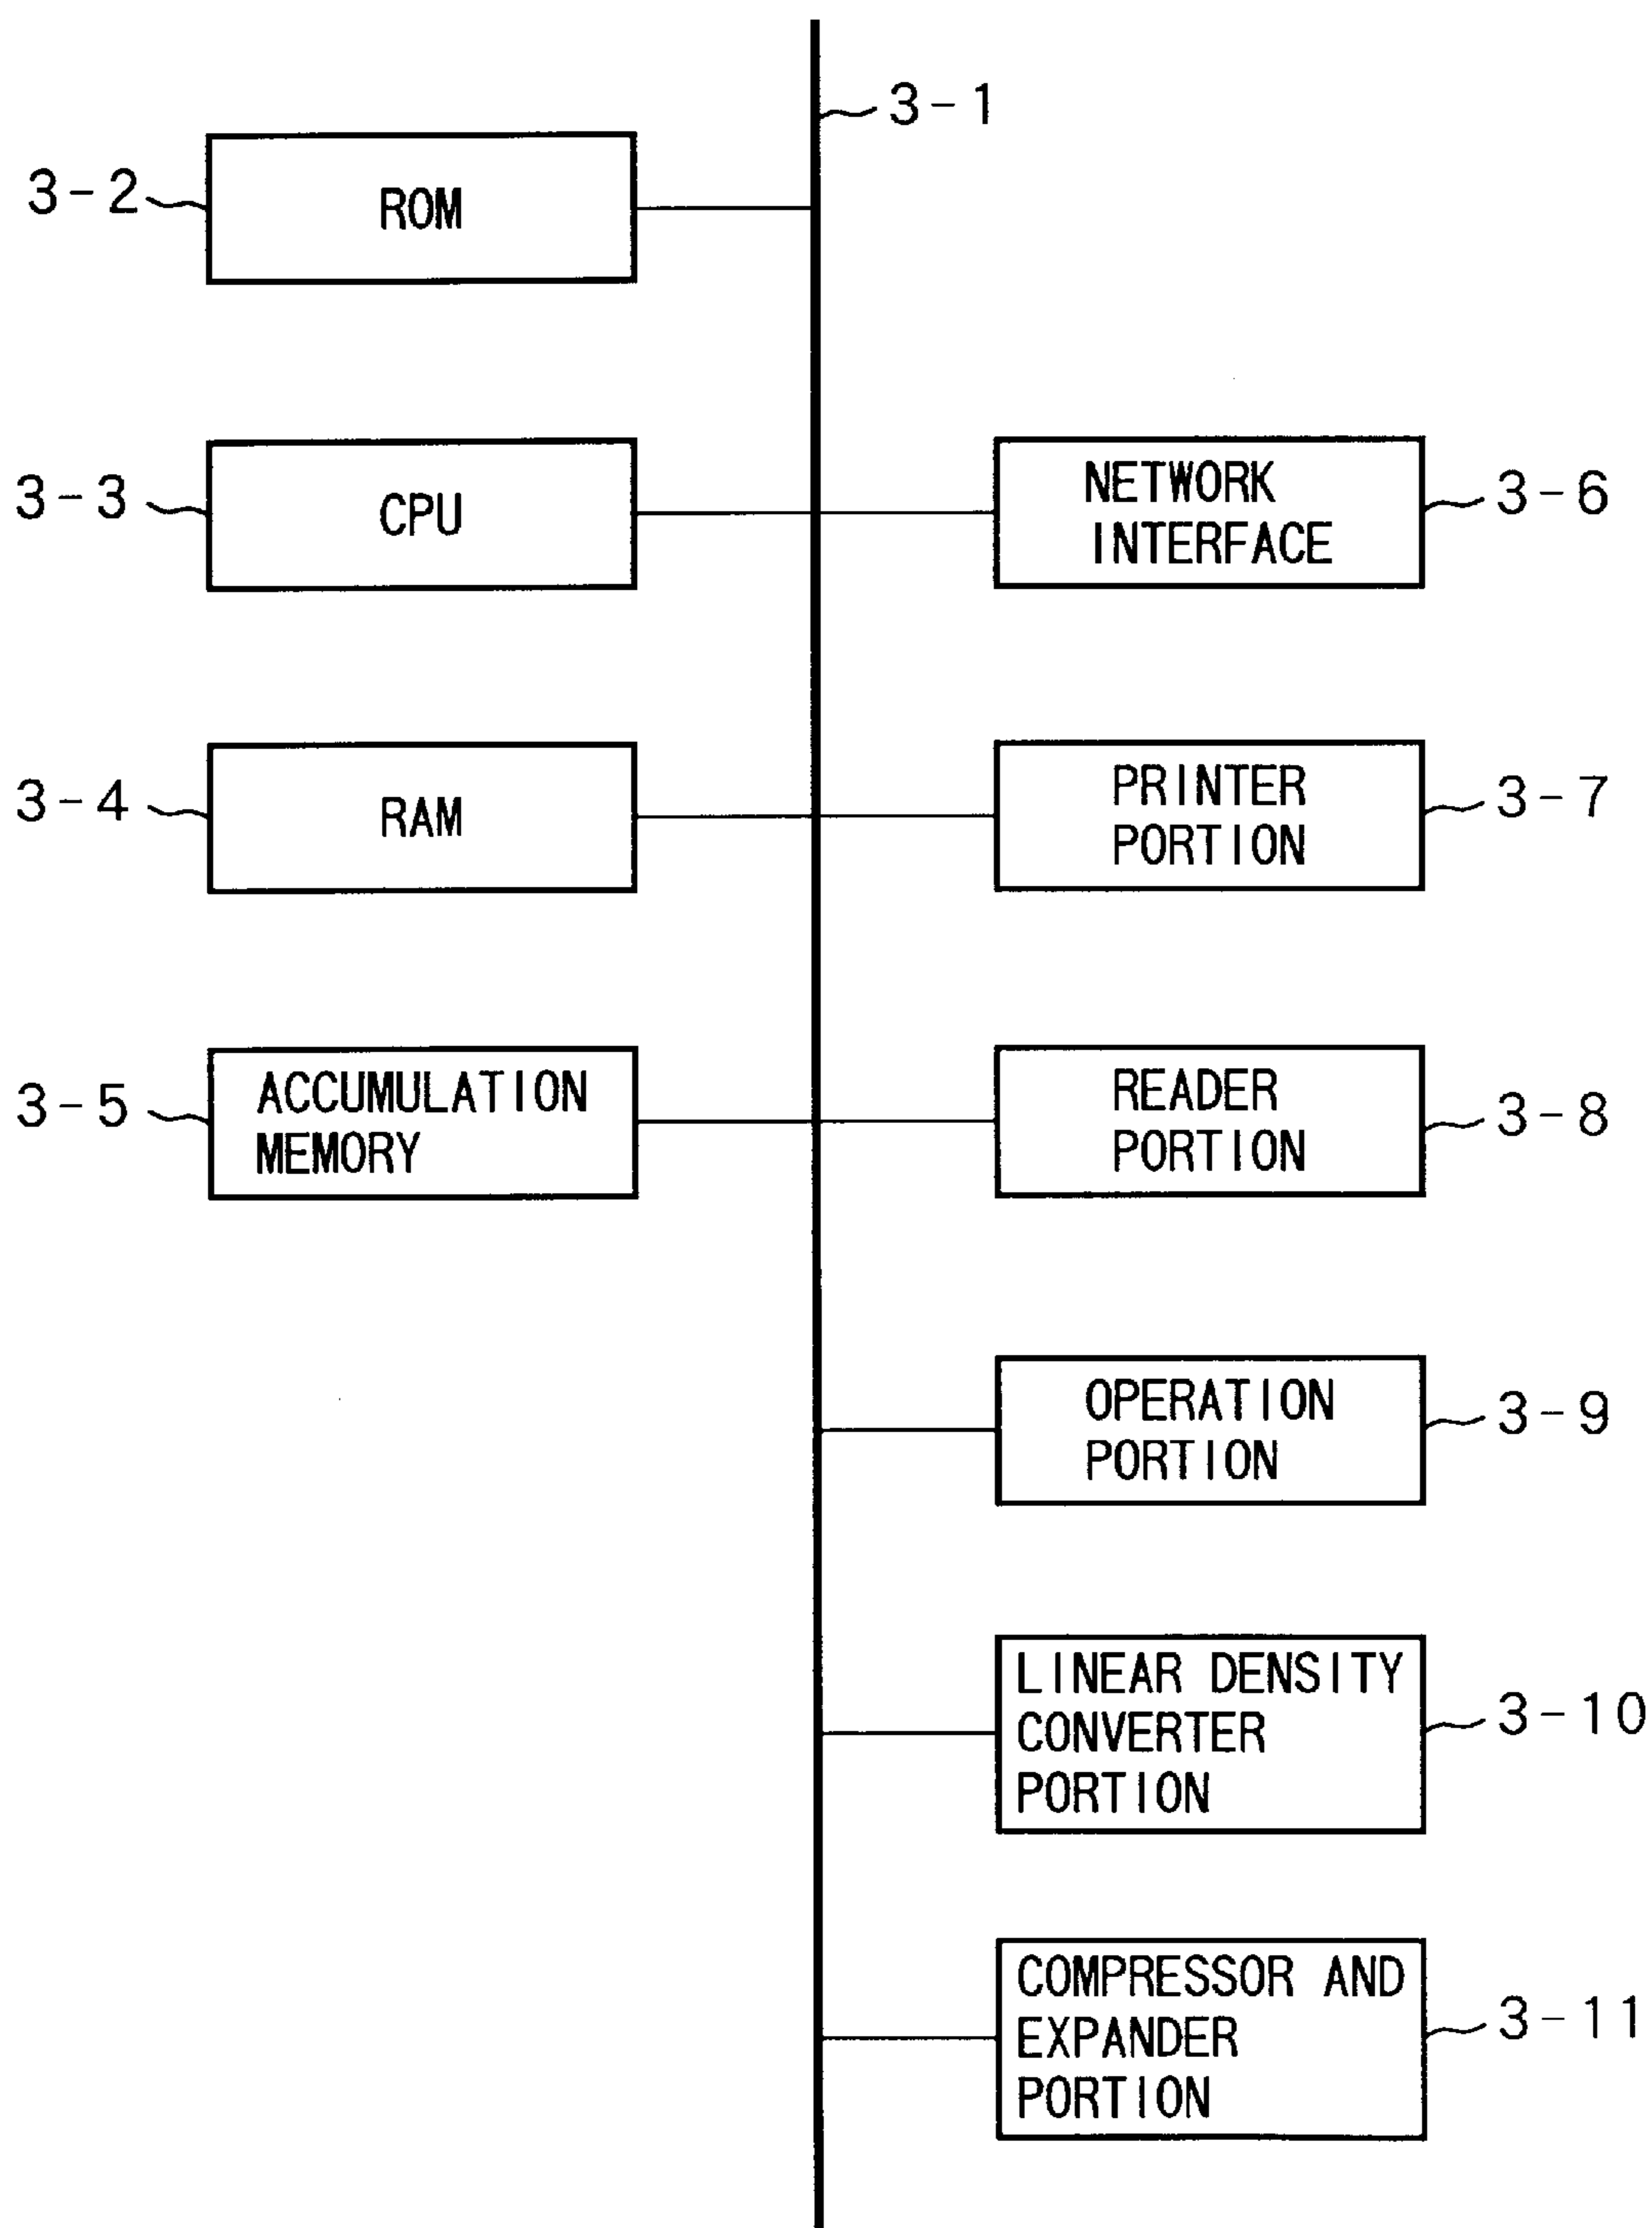 3-1
3-2
ROM
3-3
CPU
3-4
RAM
3-5
ACCUMULATION
MEMORY
NETWORK
INTERFACE
3-6
PRINTER
PORTION
3-7
READER
PORTION
3-8
OPERATION
PORTION
3-9
LINEAR DENSITY
CONVERTER
PORTION
3-10
COMPRESSOR AND
EXPANDER
PORTION
3-11